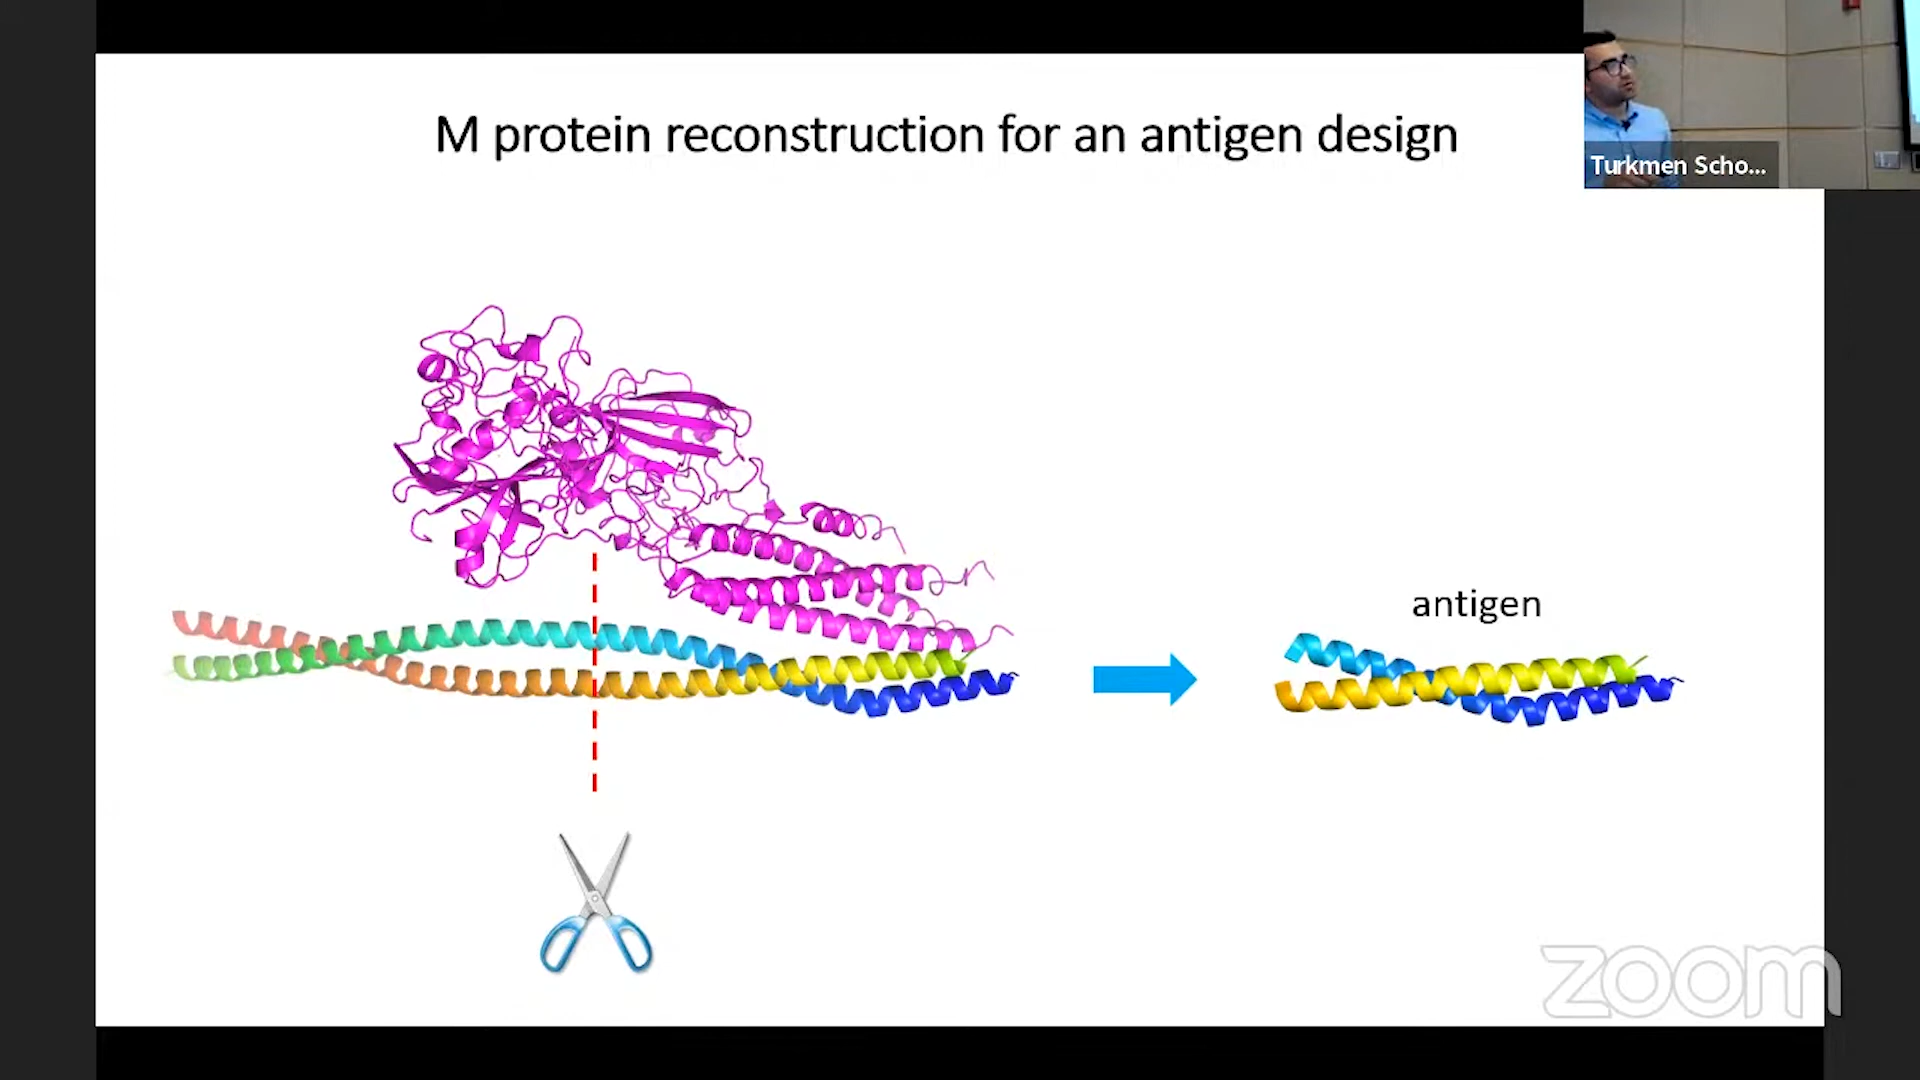 M protein reconstruction for an antigen design
Turkmen Scho...
antigen
zoom